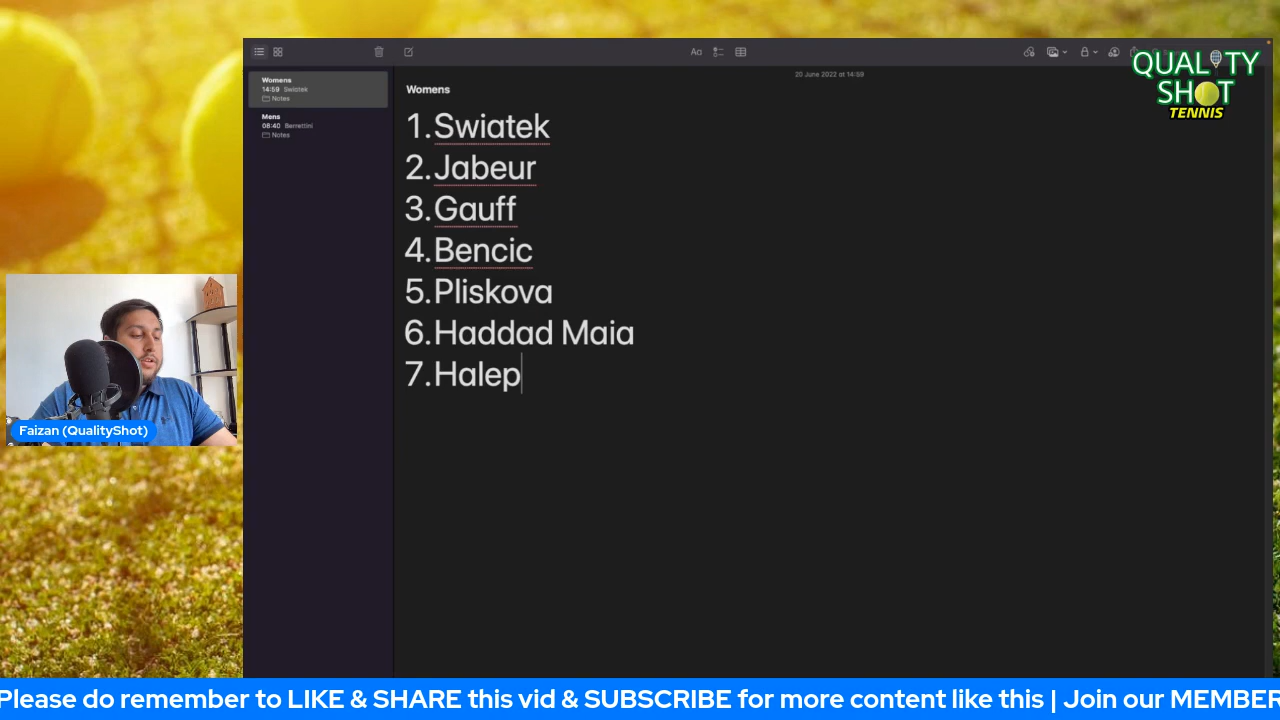 Aa
20 June 2022 at 14:59
QUALITY
SHOT
TENNIS
Womens
14:59 Swiatek
Notes
Mens
08:40 Berrettini
Notes
Womens
1.Swiatek
2.Jabeur
3.Gauff
4.Bencic
5.Pliskova
6.Haddad Maia
7.Halep
Faizan (QualityShot)
Please do remember to LIKE & SHARE this vid & SUBSCRIBE for more content like this | Join our MEMBER